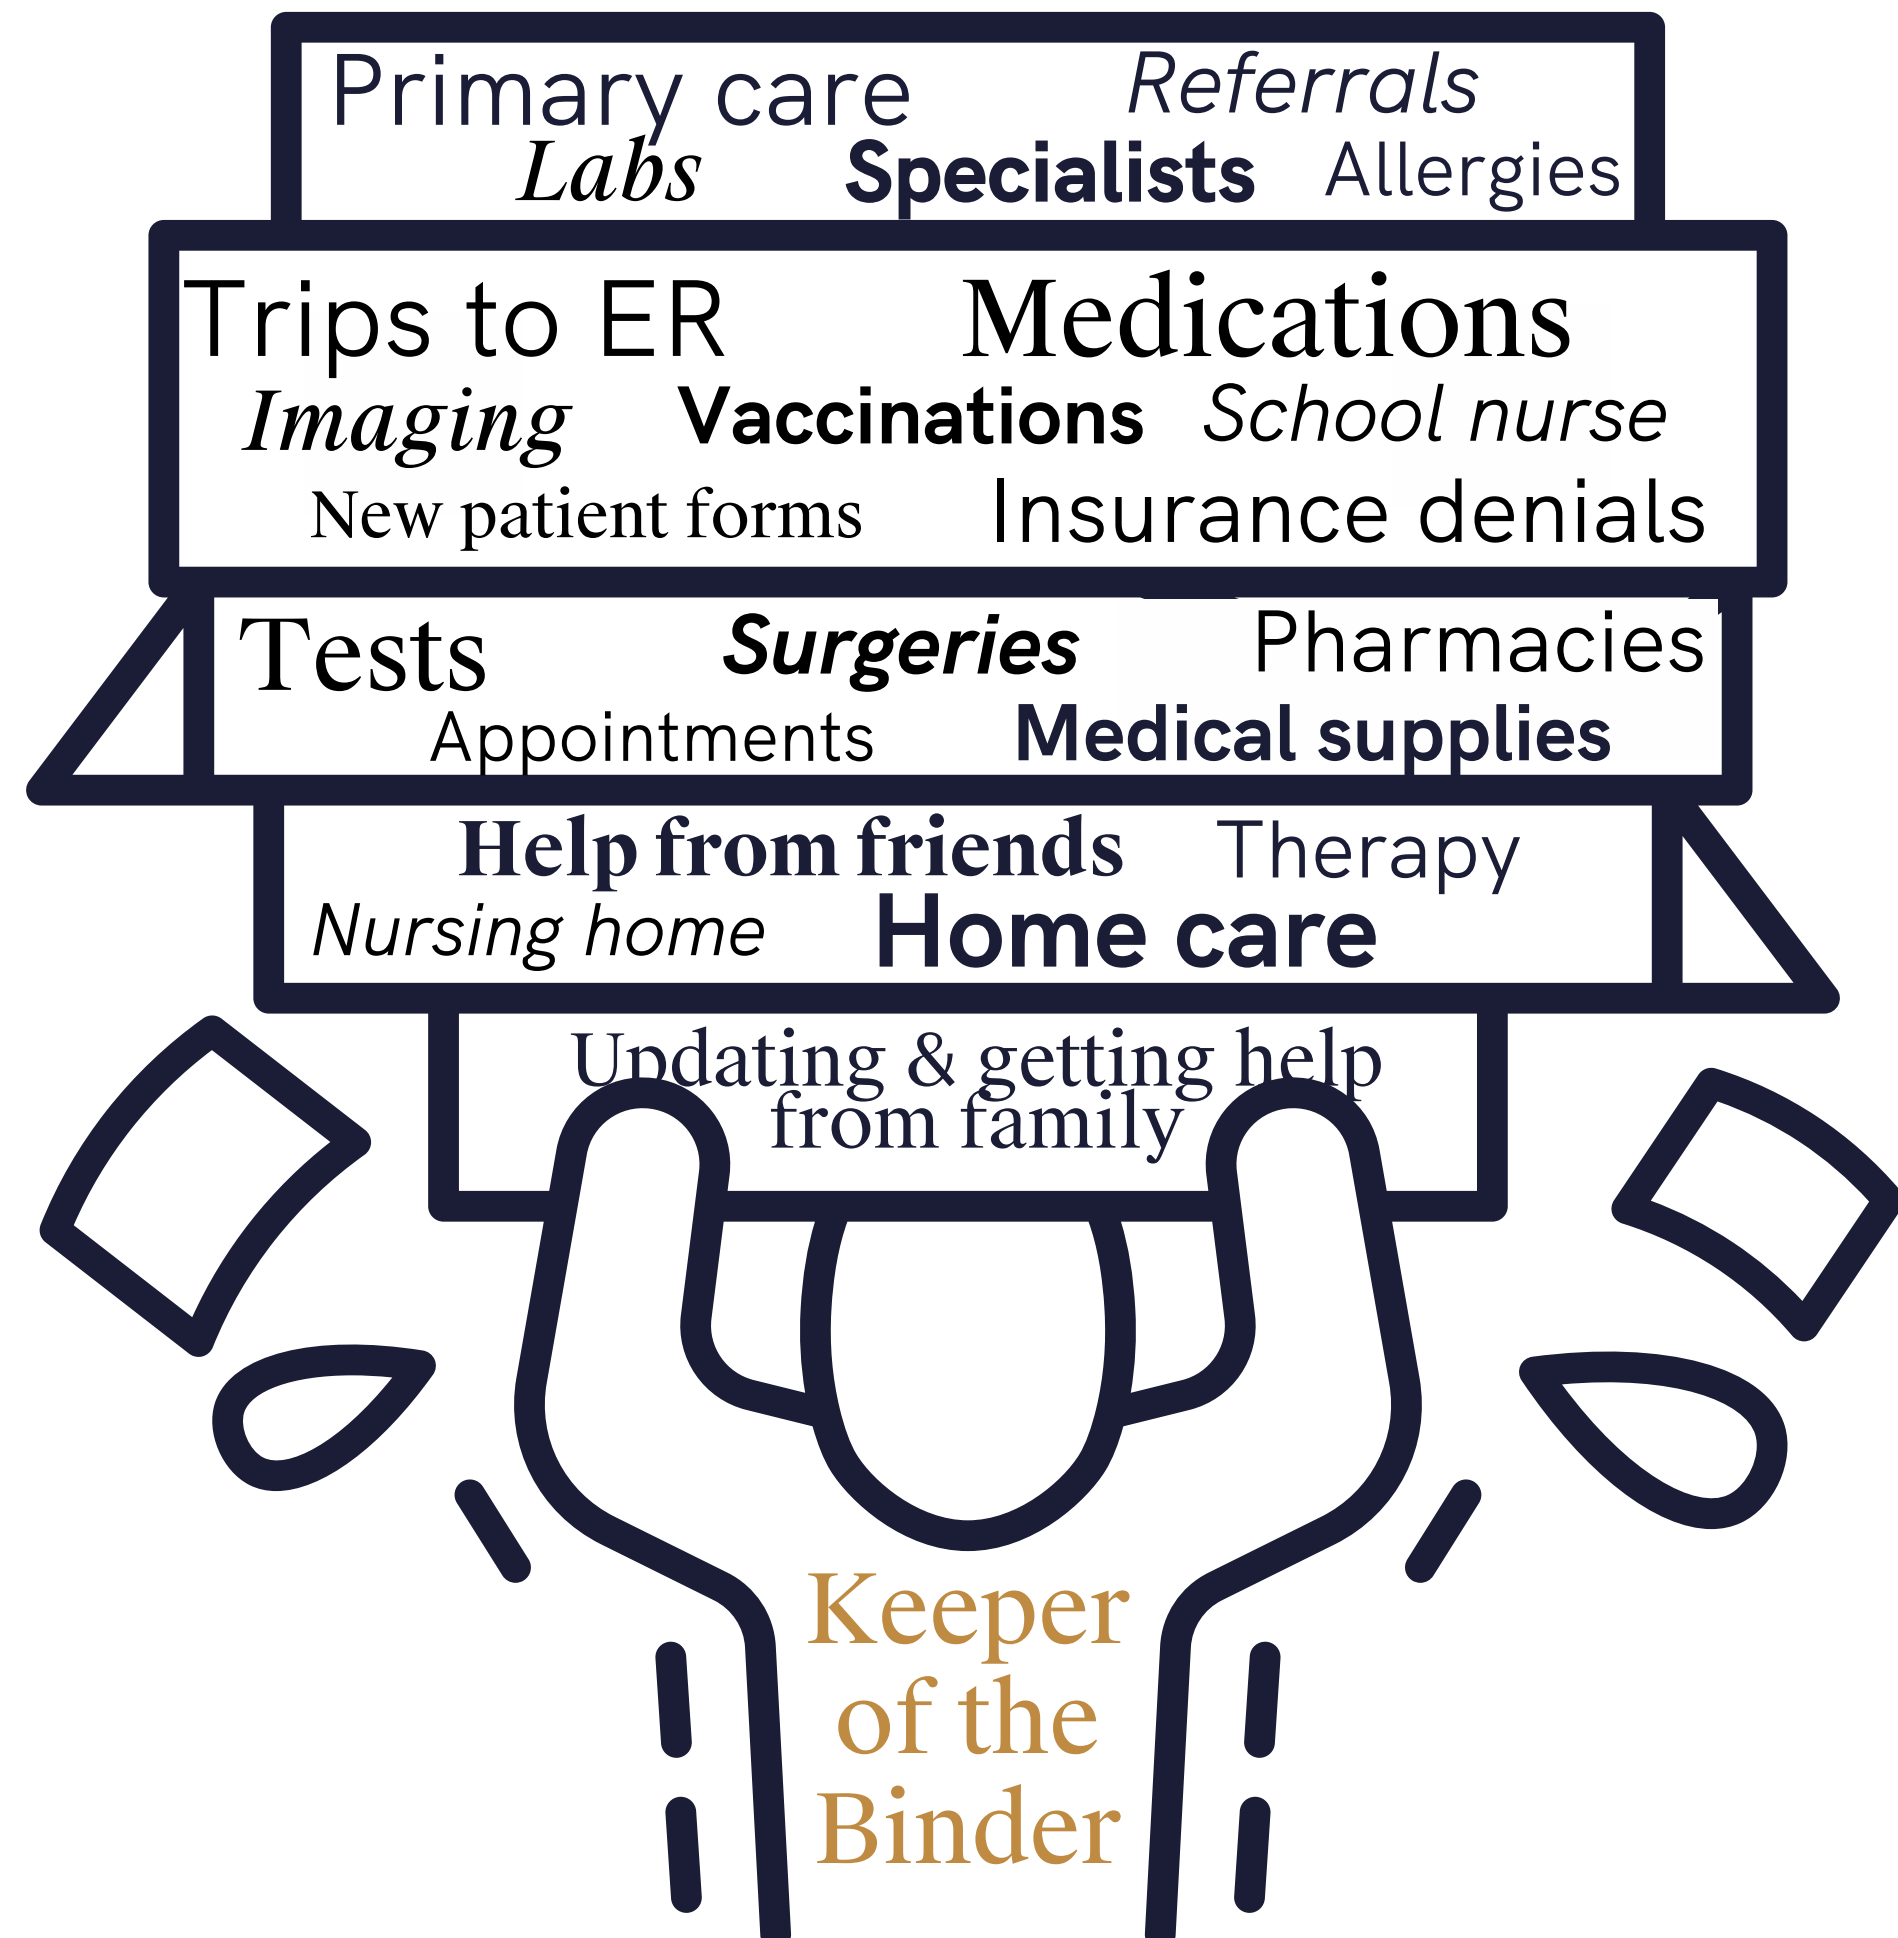 Primary care Referrals
Labs Specialists Allergies
Trips to ER Medications
Imaging Vaccinations School nurse
New patient forms Insurance denials
Tests Surgeries Pharmacies
Appointments Medical supplies
Help from friends Therapy
Nursing home Home care
Updating & getting help
from family
Keeper
of the
Binder